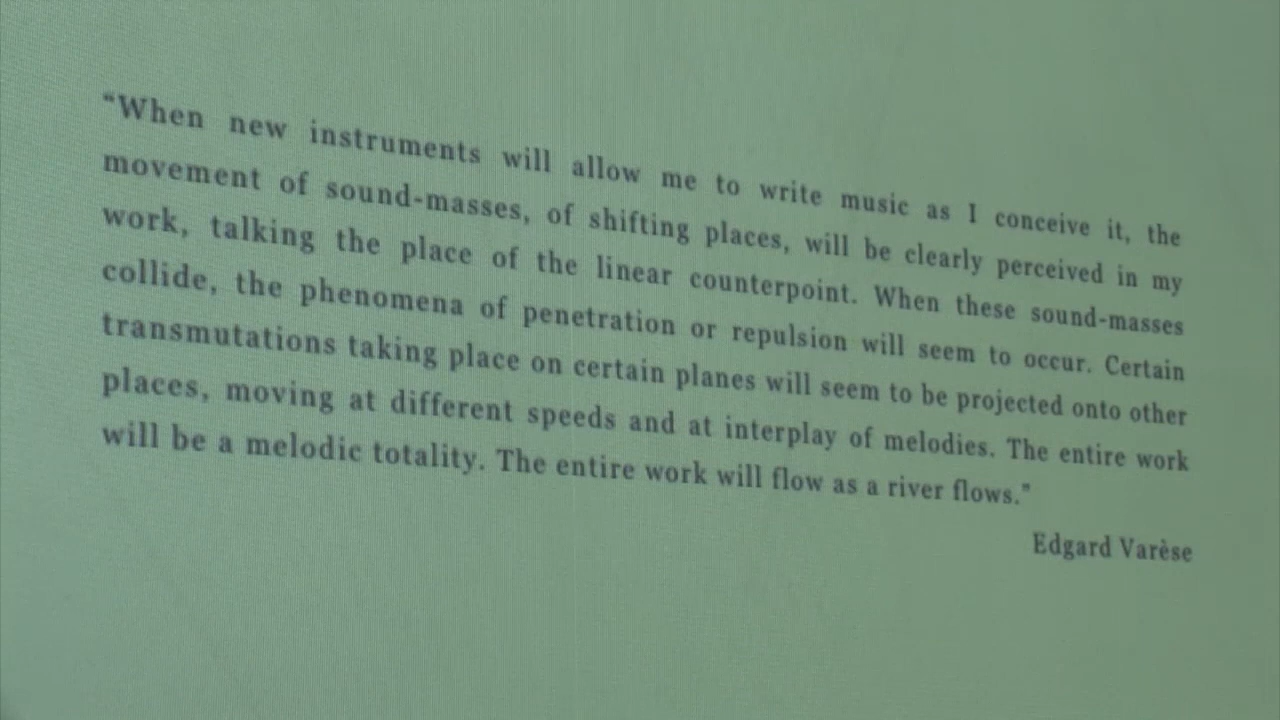 “When new instruments will allow me to write music as I conceive it, the
movement of sound-masses, of shifting places, will be clearly perceived in my
work, talking the place of the linear counterpoint. When these sound-masses
collide, the phenomena of penetration or repulsion will seem to occur. Certain
transmutations taking place on certain planes will seem to be projected onto other
places, moving at different speeds and at interplay of melodies. The entire work
will be a melodic totality. The entire work will flow as a river flows.”
Edgard Varèse